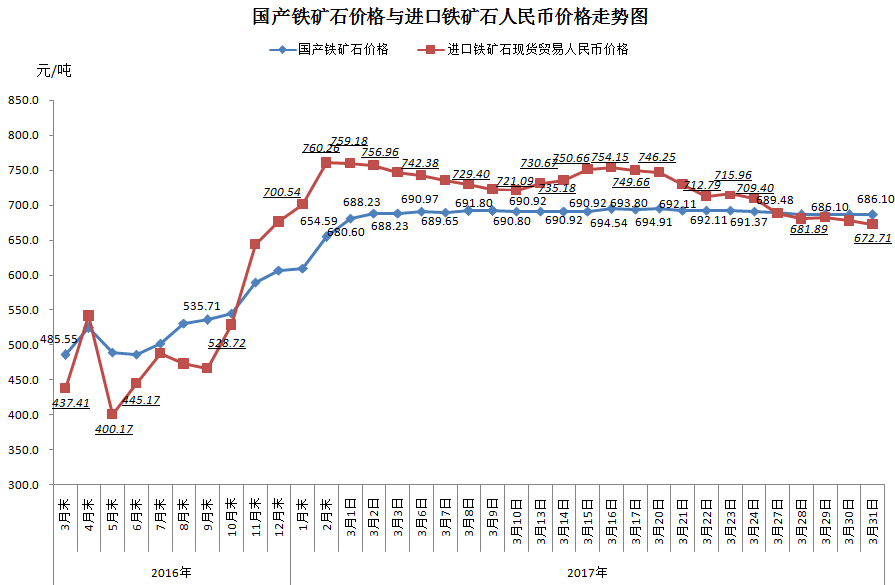 国产铁矿石价格与进口铁矿石人民币价格走势图
国产铁矿石价格 进口铁矿石现货贸易人民币价格
元/吨
850.0
800.0
750.0
700.0
650.0
600.0
550.0
500.0
450.0
400.0
350.0
300.0
485.55
437.41
400.17
445.17
535.71
528.72
700.54
654.59
760.26
680.60
759.18
688.23
756.96
688.23
742.38
690.97
689.65
729.40
691.80
721.09
690.80
690.92
730.67
735.18
690.92
750.66
690.92
754.15
694.54
749.66
693.80
746.25
694.91
692.11
712.79
692.11
715.96
691.37
709.40
689.48
681.89
686.10
686.10
672.71
3月末
4月末
5月末
6月末
7月末
8月末
9月末
10月末
11月末
12月末
1月末
2月末
3月1日
3月2日
3月3日
3月6日
3月7日
3月8日
3月9日
3月10日
3月13日
3月14日
3月15日
3月16日
3月17日
3月20日
3月21日
3月22日
3月23日
3月24日
3月27日
3月28日
3月29日
3月30日
3月31日
2016年 2017年